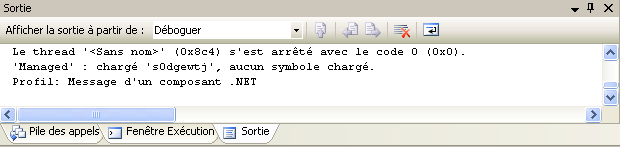 Sortie
Afficher la sortie à partir de : Déboguer
Le thread '<Sans nom>' (0x8c4) s'est arrêté avec le code 0 (0x0).
'Managed' : chargé 's0dgewtj', aucun symbole chargé.
Profil: Message d'un composant .NET
Pile des appels Fenêtre Exécution Sortie